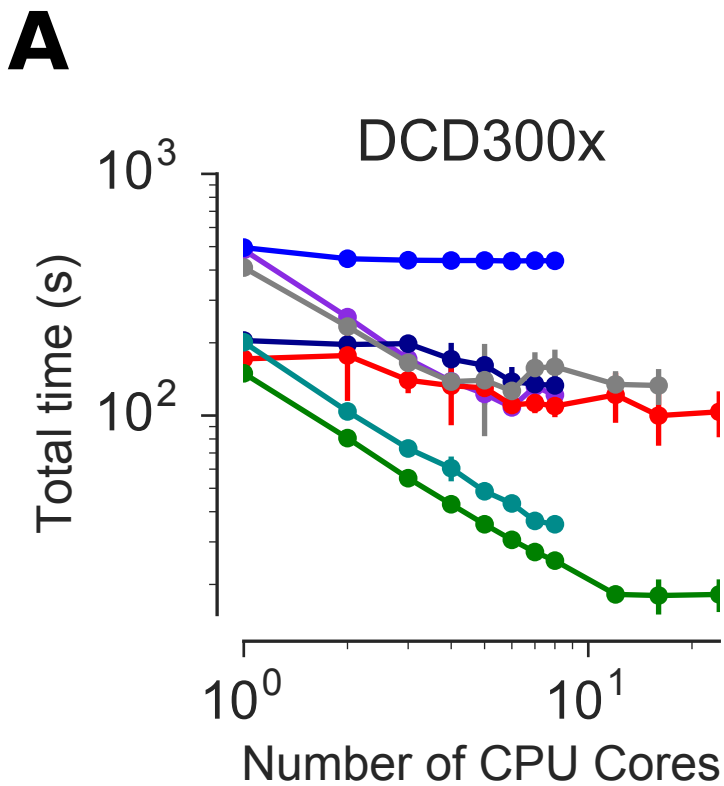 A
DCD300x
10³
10²
Total time (s)
10⁰ 10¹
Number of CPU Cores